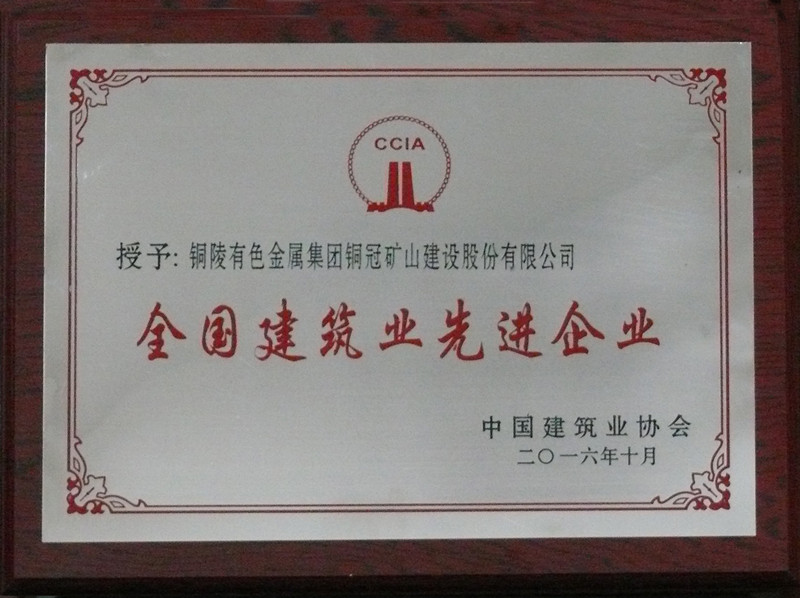 CCIA
授予: 铜陵有色金属集团铜冠矿山建设股份有限公司
全国建筑业先进企业
中国建筑业协会
二〇一六年十月